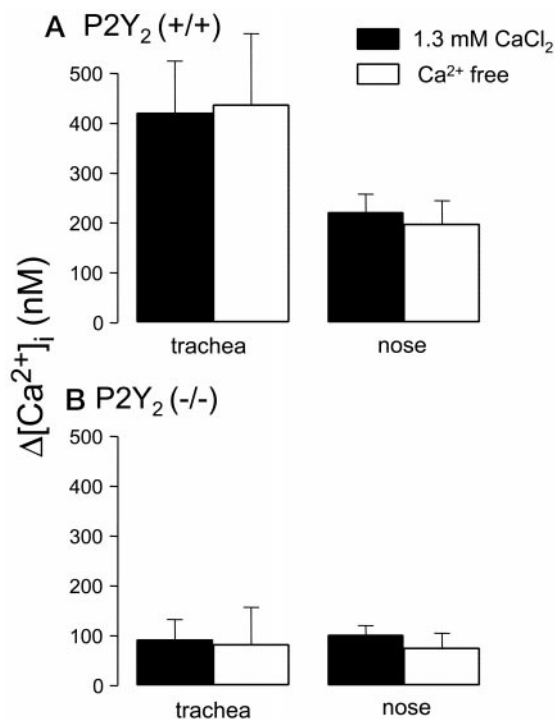 A P2Y₂ (+/+)
1.3 mM CaCl₂
Ca²⁺ free
500
400
300
200
100
0
trachea
nose
Δ[Ca²⁺]ᵢ (nM)
B P2Y₂ (-/-)
500
400
300
200
100
0
trachea
nose